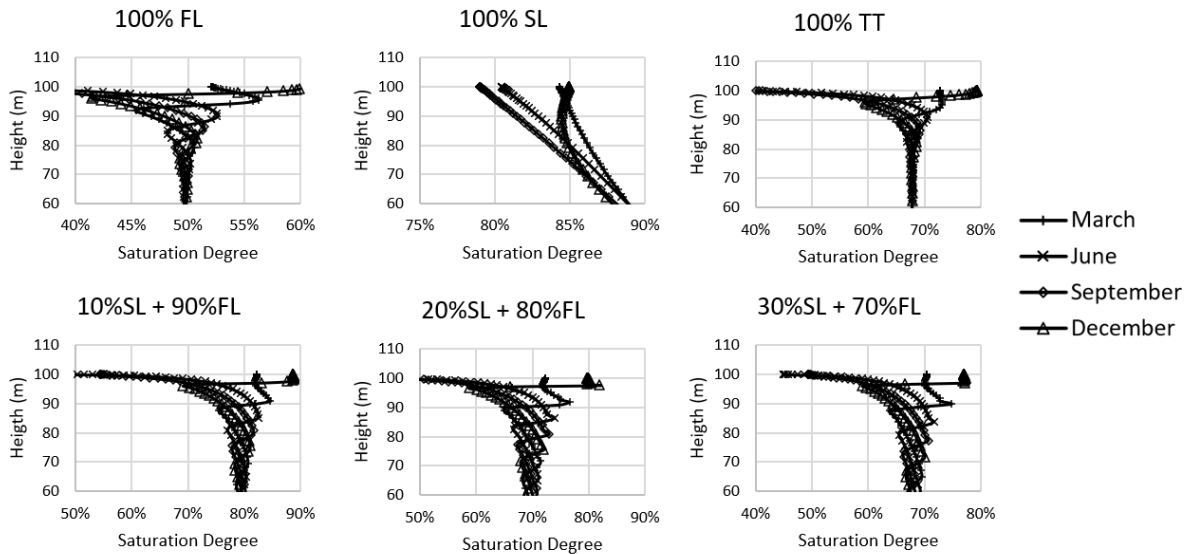 100% FL
100% SL
100% TT
Height (m)
110
100
90
80
70
60
40%
45%
50%
55%
60%
Saturation Degree
Height (m)
110
100
90
80
70
60
75%
80%
85%
90%
Saturation Degree
Height (m)
110
100
90
80
70
60
40%
50%
60%
70%
80%
Saturation Degree
March
June
September
December
10%SL + 90%FL
20%SL + 80%FL
30%SL + 70%FL
Heigth (m)
110
100
90
80
70
60
50%
60%
70%
80%
90%
Saturation Degree
Height (m)
110
100
90
80
70
60
50%
60%
70%
80%
90%
Saturation Degree
Height (m)
110
100
90
80
70
60
40%
50%
60%
70%
80%
Saturation Degree